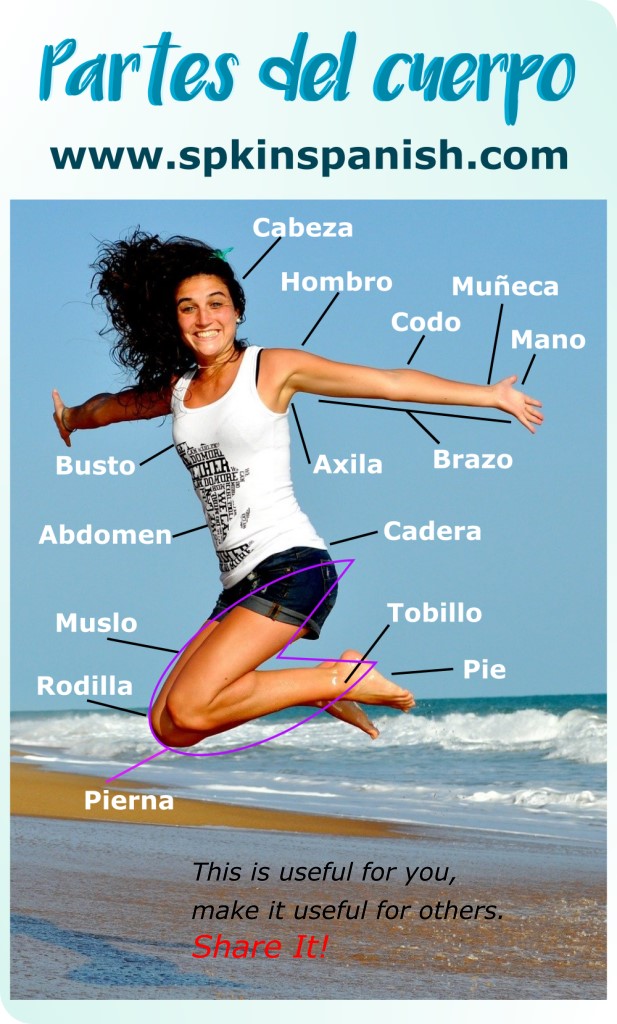 Partes del cuerpo
www.spkinspanish.com
Cabeza
Hombro
Muñeca
Codo
Mano
Busto
Axila
Brazo
Abdomen
Cadera
Muslo
Tobillo
Rodilla
Pie
Pierna
This is useful for you,
make it useful for others.
Share It!